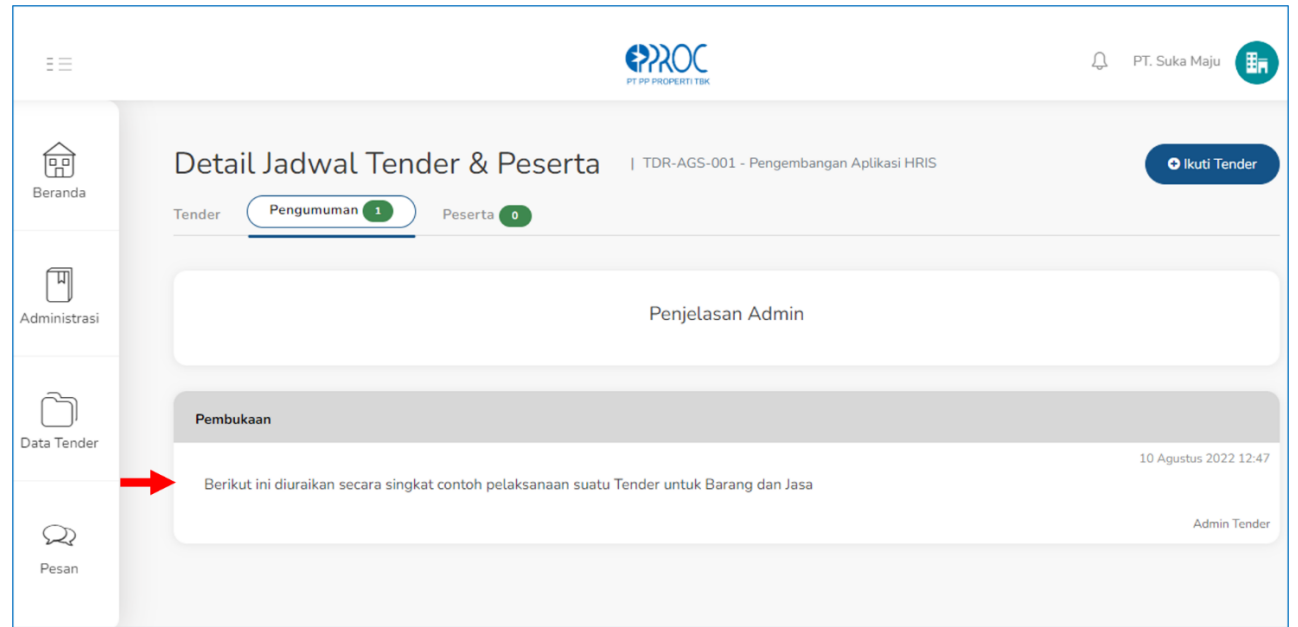 EPPROC
PT PP PROPERTI TBK
PT. Suka Maju
Beranda
Administrasi
Data Tender
Pesan
Detail Jadwal Tender & Peserta | TDR-AGS-001 - Pengembangan Aplikasi HRIS
Ikuti Tender
Tender Pengumuman 1 Peserta 0
Penjelasan Admin
Pembukaan
10 Agustus 2022 12:47
Berikut ini diuraikan secara singkat contoh pelaksanaan suatu Tender untuk Barang dan Jasa
Admin Tender